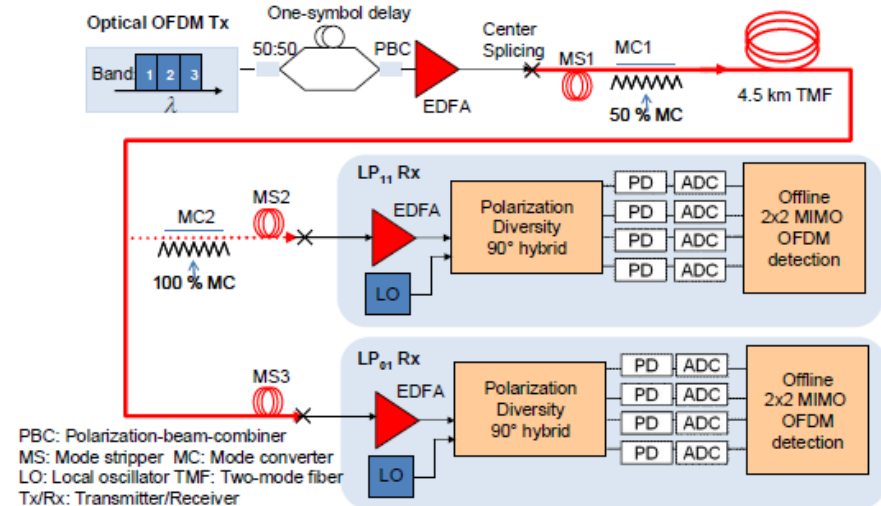 Optical OFDM Tx
One-symbol delay
Band:
1 2 3
λ
50:50
PBC
EDFA
Center
Splicing
MS1
MC1
50 % MC
4.5 km TMF
MC2
100 % MC
MS2
LP11 Rx
EDFA
LO
Polarization
Diversity
90° hybrid
PD ADC
PD ADC
PD ADC
PD ADC
Offline
2x2 MIMO
OFDM
detection
MS3
LP01 Rx
EDFA
LO
Polarization
Diversity
90° hybrid
PD ADC
PD ADC
PD ADC
PD ADC
Offline
2x2 MIMO
OFDM
detection
PBC: Polarization-beam-combiner
MS: Mode stripper MC: Mode converter
LO: Local oscillator TMF: Two-mode fiber
Tx/Rx: Transmitter/Receiver